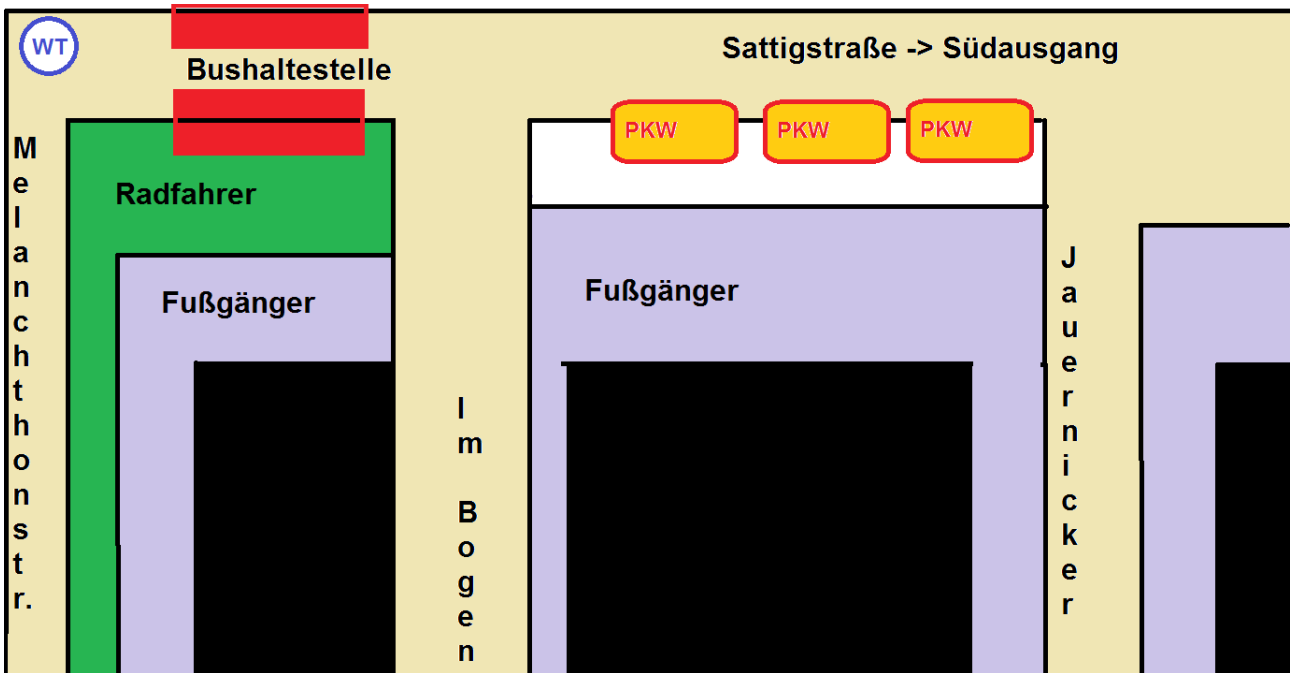 WT
Bushaltestelle
Sattigstraße -> Südausgang
PKW
PKW
PKW
Melanchthonstr.
Radfahrer
Fußgänger
Fußgänger
Im Bogen
Jauernicker